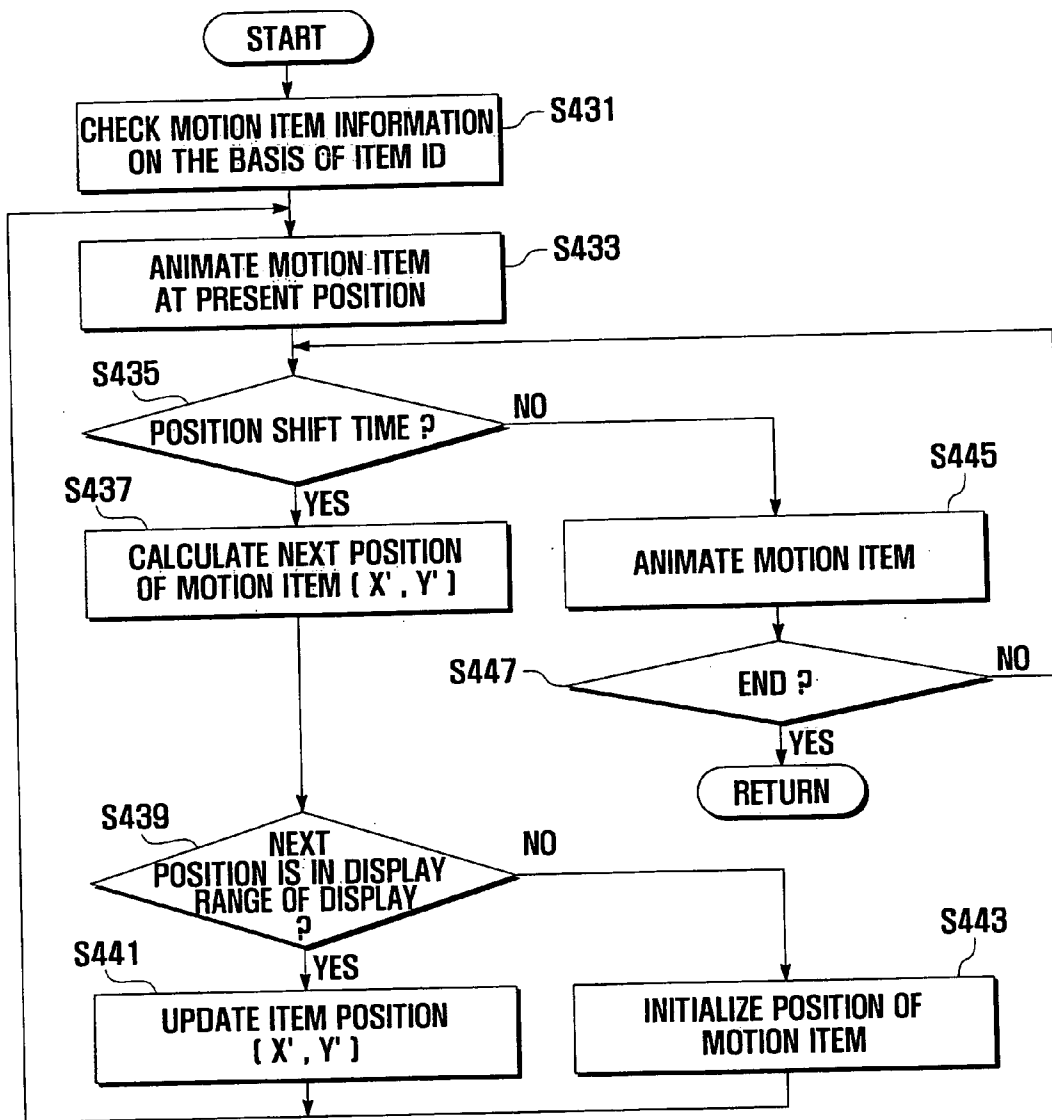 START
CHECK MOTION ITEM INFORMATION
ON THE BASIS OF ITEM ID
S431
ANIMATE MOTION ITEM
AT PRESENT POSITION
S433
S435
POSITION SHIFT TIME ?
NO
YES
S437
CALCULATE NEXT POSITION
OF MOTION ITEM ( X' , Y' )
S445
ANIMATE MOTION ITEM
S447
END ?
NO
YES
RETURN
S439
NEXT
POSITION IS IN DISPLAY
RANGE OF DISPLAY
?
NO
YES
S441
UPDATE ITEM POSITION
( X' , Y' )
S443
INITIALIZE POSITION OF
MOTION ITEM